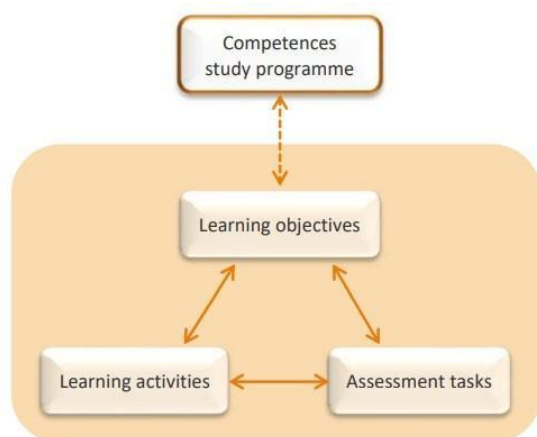 Competences
study programme
Learning objectives
Learning activities
Assessment tasks